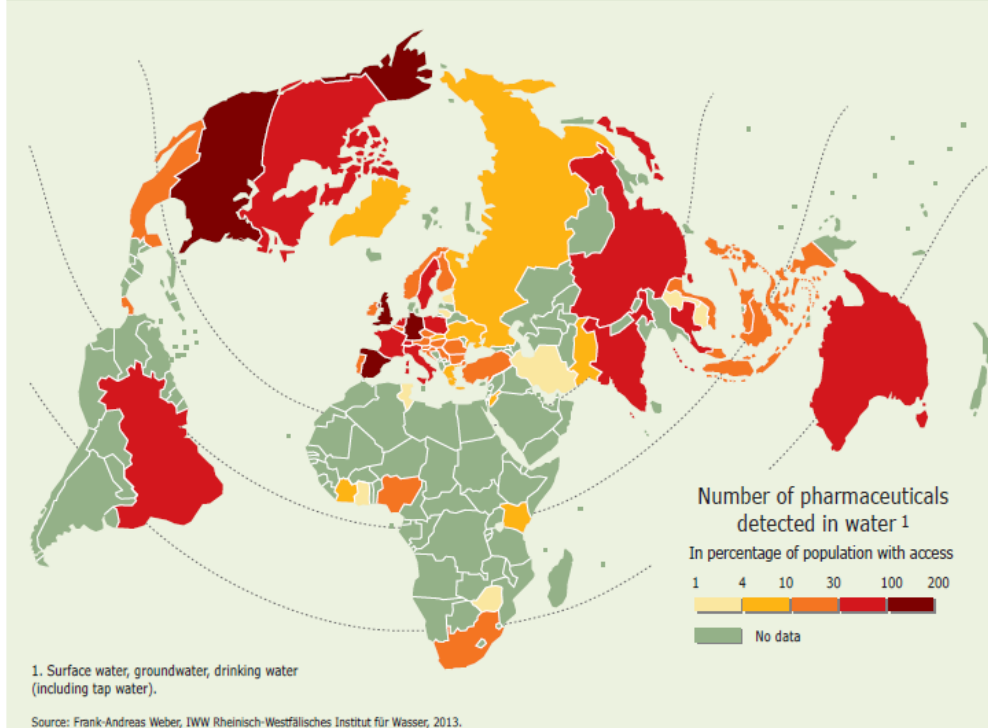 Number of pharmaceuticals
detected in water 1
In percentage of population with access
1 4 10 30 100 200
No data
1. Surface water, groundwater, drinking water
(including tap water).
Source: Frank-Andreas Weber, IWW Rheinisch-Westfälisches Institut für Wasser, 2013.